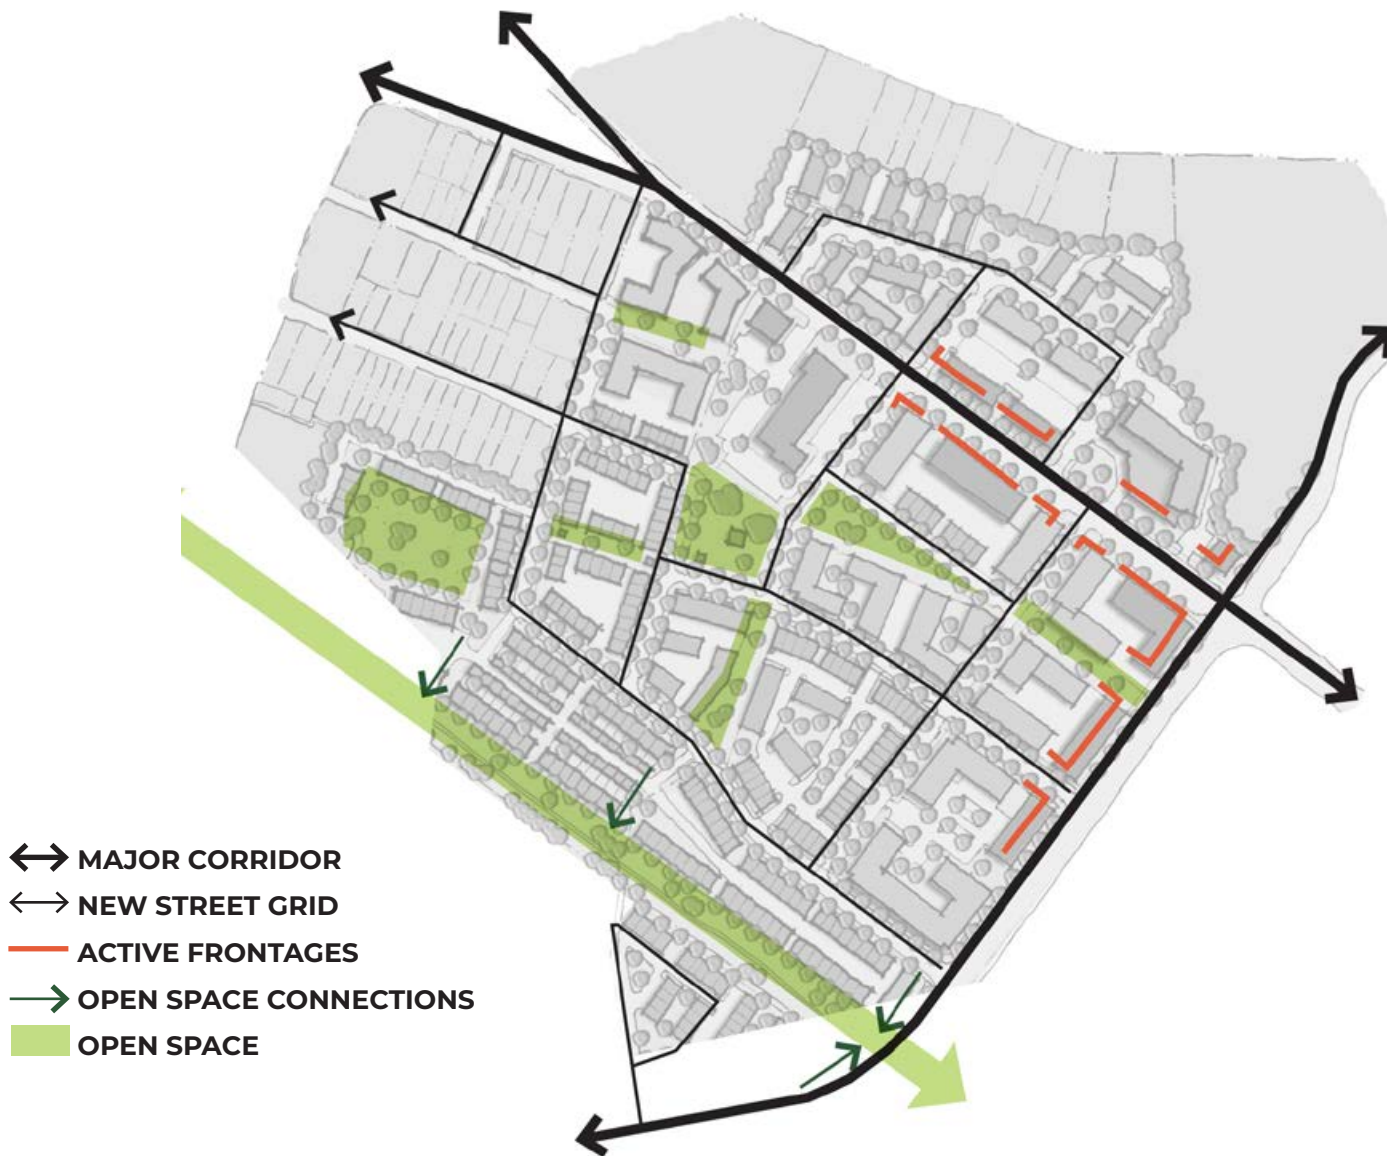 MAJOR CORRIDOR
NEW STREET GRID
ACTIVE FRONTAGES
OPEN SPACE CONNECTIONS
OPEN SPACE